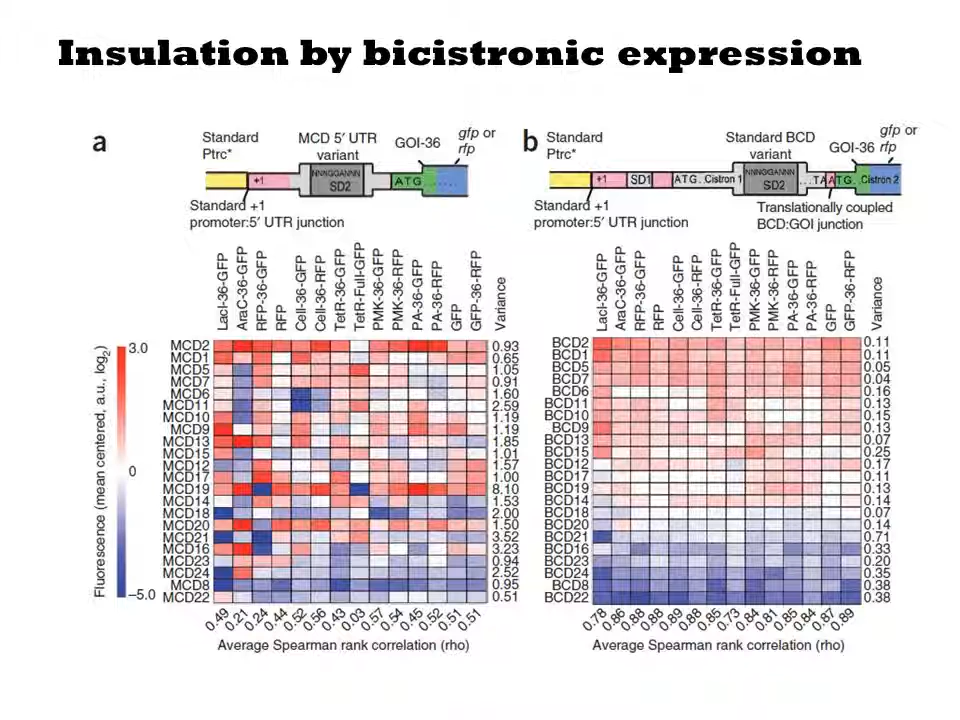 Insulation by bicistronic expression
a
Standard
Ptrc*
MCD 5′ UTR
variant
GOI-36
gfp or
rfp
+1
NNNGGANNN
SD2
ATG......
Standard +1
promoter:5′ UTR junction
LacI-36-GFP
AraC-36-GFP
RFP-36-GFP
RFP
Cell-36-GFP
Cell-36-RFP
TetR-36-GFP
TetR-Full-GFP
PMK-36-GFP
PMK-36-RFP
PA-36-GFP
PA-36-RFP
GFP
GFP-36-RFP
Variance
Fluorescence (mean centered, a.u., log2)
3.0
0
–5.0
MCD2 0.93
MCD1 0.65
MCD5 1.05
MCD7 0.91
MCD6 1.60
MCD11 2.59
MCD10 1.19
MCD9 1.19
MCD13 1.85
MCD15 1.01
MCD12 1.57
MCD17 1.00
MCD19 8.10
MCD14 1.53
MCD18 2.00
MCD20 1.50
MCD21 3.52
MCD16 3.23
MCD23 0.94
MCD24 2.52
MCD8 0.95
MCD22 0.51
0.49 0.21 0.24 0.44 0.52 0.56 0.43 0.03 0.57 0.54 0.45 0.52 0.51 0.51
Average Spearman rank correlation (rho)
b
Standard
Ptrc*
Standard BCD
variant
GOI-36
gfp or
rfp
+1
SD1
ATG. Cistron 1
NNNGGANNN
SD2
...TAATG. Cistron 2
Standard +1
promoter:5′ UTR junction
Translationally coupled
BCD:GOI junction
LacI-36-GFP
AraC-36-GFP
RFP-36-GFP
RFP
Cell-36-GFP
Cell-36-RFP
TetR-36-GFP
TetR-Full-GFP
PMK-36-GFP
PMK-36-RFP
PA-36-GFP
PA-36-RFP
GFP
GFP-36-RFP
Variance
BCD2 0.11
BCD1 0.11
BCD5 0.05
BCD7 0.04
BCD6 0.16
BCD11 0.13
BCD10 0.15
BCD9 0.13
BCD13 0.07
BCD15 0.25
BCD12 0.17
BCD17 0.11
BCD19 0.13
BCD14 0.14
BCD18 0.07
BCD20 0.14
BCD21 0.71
BCD16 0.33
BCD23 0.20
BCD24 0.35
BCD8 0.38
BCD22 0.38
0.78 0.86 0.88 0.88 0.89 0.88 0.85 0.73 0.84 0.81 0.85 0.84 0.87 0.89
Average Spearman rank correlation (rho)